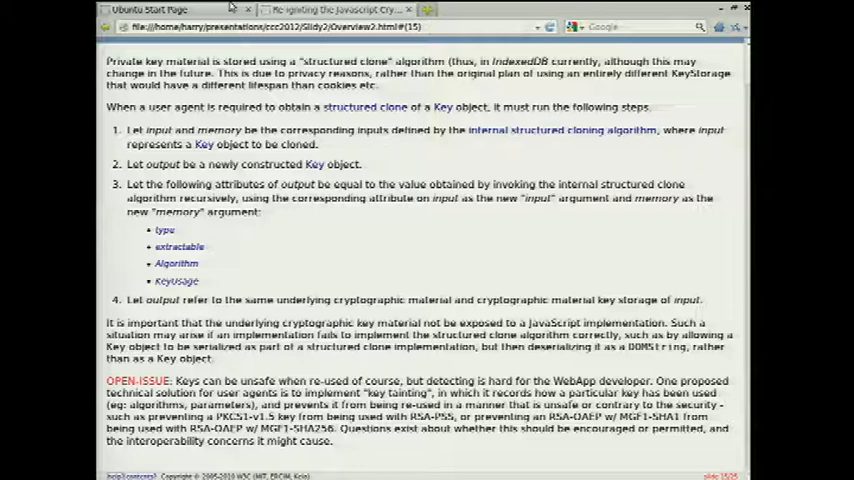 Ubuntu Start Page
Re-igniting the Javascript Cry...
file:///home/harry/presentations/ccc2012/Slidy2/Overview2.html#(15)
Google
Private key material is stored using a "structured clone" algorithm (thus, in IndexedDB currently, although this may
change in the future. This is due to privacy reasons, rather than the original plan of using an entirely different KeyStorage
that would have a different lifespan than cookies etc.
When a user agent is required to obtain a structured clone of a Key object, it must run the following steps.
1. Let input and memory be the corresponding inputs defined by the internal structured cloning algorithm, where input
represents a Key object to be cloned.
2. Let output be a newly constructed Key object.
3. Let the following attributes of output be equal to the value obtained by invoking the internal structured clone
algorithm recursively, using the corresponding attribute on input as the new "input" argument and memory as the
new "memory" argument:
• type
• extractable
• Algorithm
• KeyUsage
4. Let output refer to the same underlying cryptographic material and cryptographic material key storage of input.
It is important that the underlying cryptographic key material not be exposed to a JavaScript implementation. Such a
situation may arise if an implementation fails to implement the structured clone algorithm correctly, such as by allowing a
Key object to be serialized as part of a structured clone implementation, but then deserializing it as a DOMString, rather
than as a Key object.
OPEN-ISSUE: Keys can be unsafe when re-used of course, but detecting is hard for the WebApp developer. One proposed
technical solution for user agents is to implement "key tainting", in which it records how a particular key has been used
(eg: algorithms, parameters), and prevents it from being re-used in a manner that is unsafe or contrary to the security -
such as preventing a PKCS1-v1.5 key from being used with RSA-PSS, or preventing an RSA-OAEP w/ MGF1-SHA1 from
being used with RSA-OAEP w/ MGF1-SHA256. Questions exist about whether this should be encouraged or permitted, and
the interoperability concerns it might cause.
help? contents? Copyright © 2005-2010 W3C (MIT, ERCIM, Keio)
slide 15/25